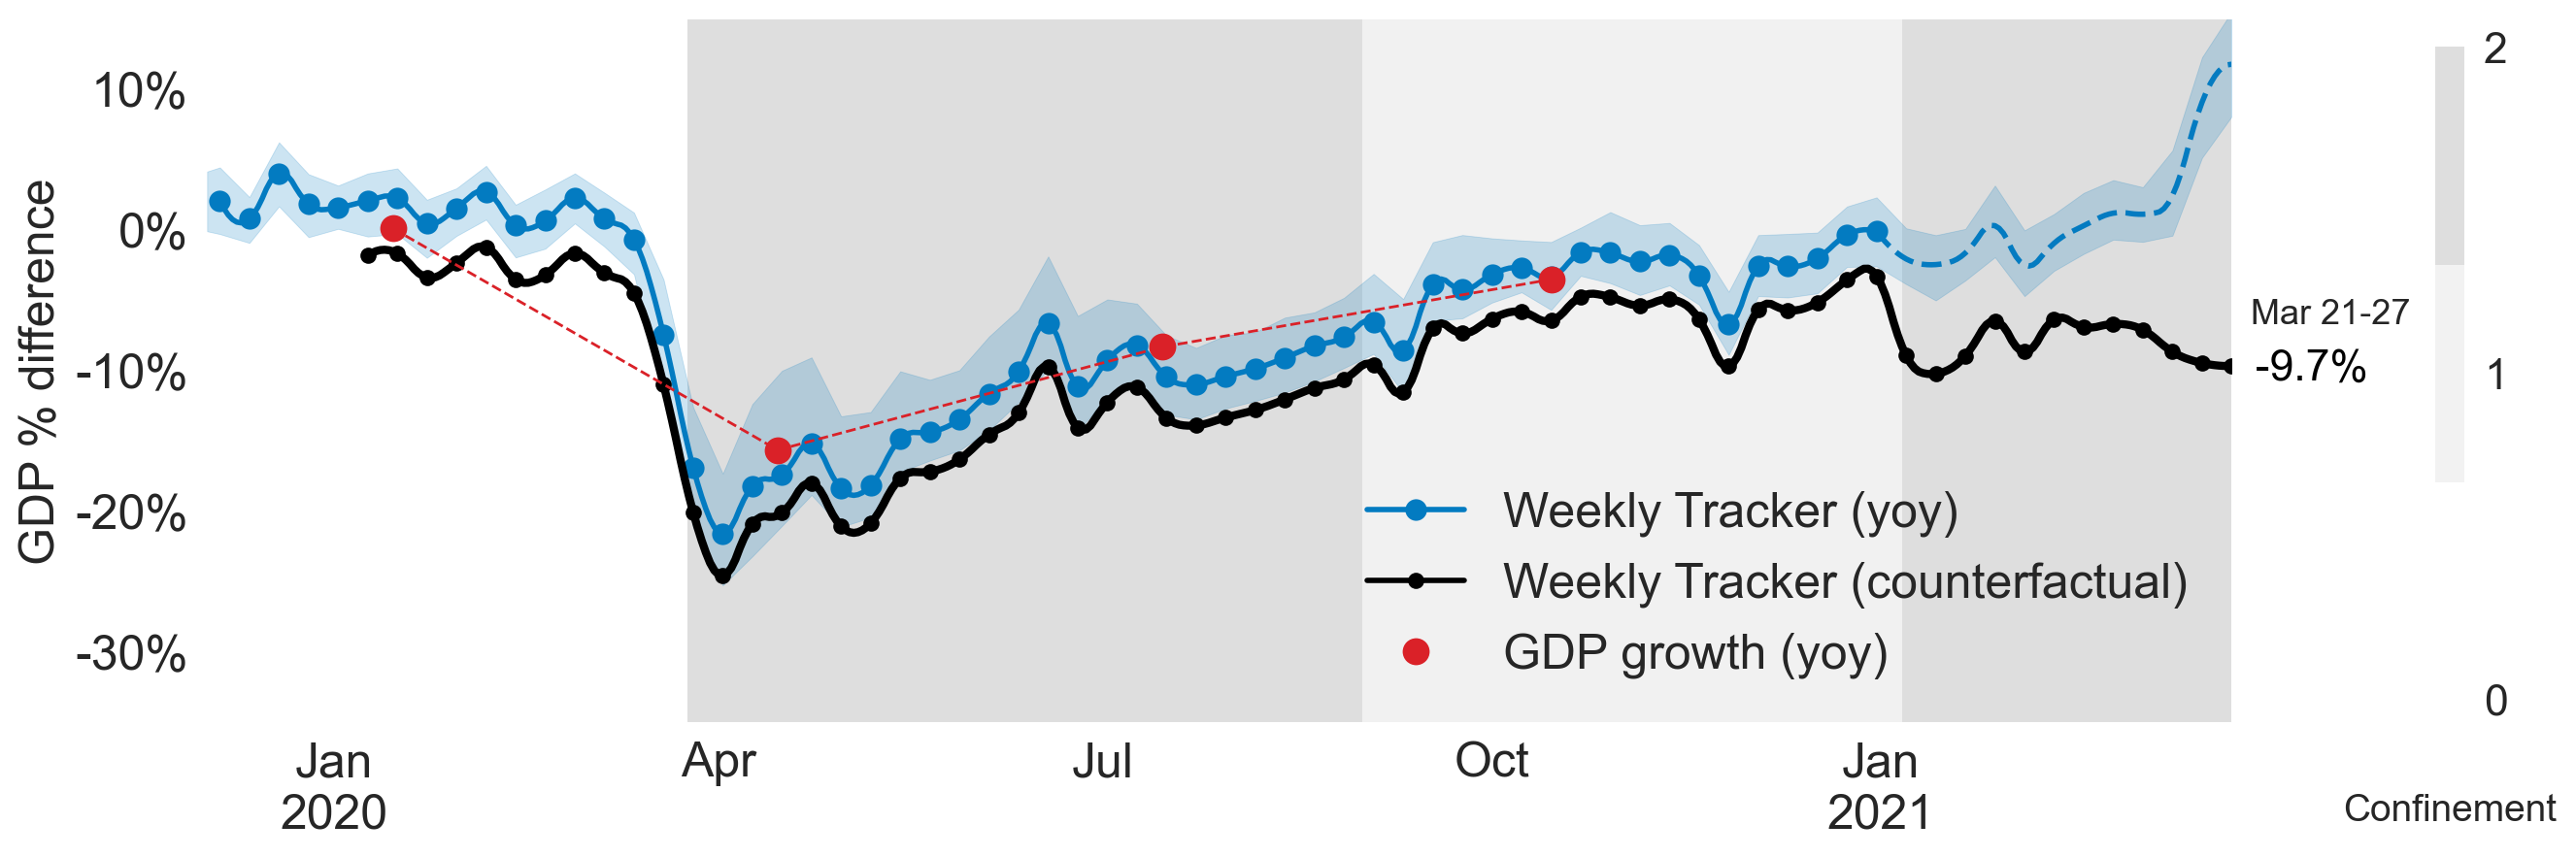 GDP % difference
10%
0%
-10%
-20%
-30%
Jan
2020
Apr
Jul
Oct
Jan
2021
Weekly Tracker (yoy)
Weekly Tracker (counterfactual)
GDP growth (yoy)
Mar 21-27
-9.7%
2
1
0
Confinement